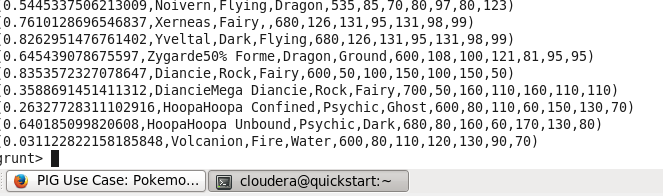 (0.5445337506213009,Noivern,Flying,Dragon,535,85,70,80,97,80,123)
(0.7610128696546837,Xerneas,Fairy,,680,126,131,95,131,98,99)
(0.8262951476761402,Yveltal,Dark,Flying,680,126,131,95,131,98,99)
(0.645439078675597,Zygarde50% Forme,Dragon,Ground,600,108,100,121,81,95,95)
(0.8353572327078647,Diancie,Rock,Fairy,600,50,100,150,100,150,50)
(0.3588691451411312,DiancieMega Diancie,Rock,Fairy,700,50,160,110,160,110,110)
(0.26327728311102916,HoopaHoopa Confined,Psychic,Ghost,600,80,110,60,150,130,70)
(0.640185099820608,HoopaHoopa Unbound,Psychic,Dark,680,80,160,60,170,130,80)
(0.031122822158185848,Volcanion,Fire,Water,600,80,110,120,130,90,70)
grunt>
PIG Use Case: Pokemo...
cloudera@quickstart:~